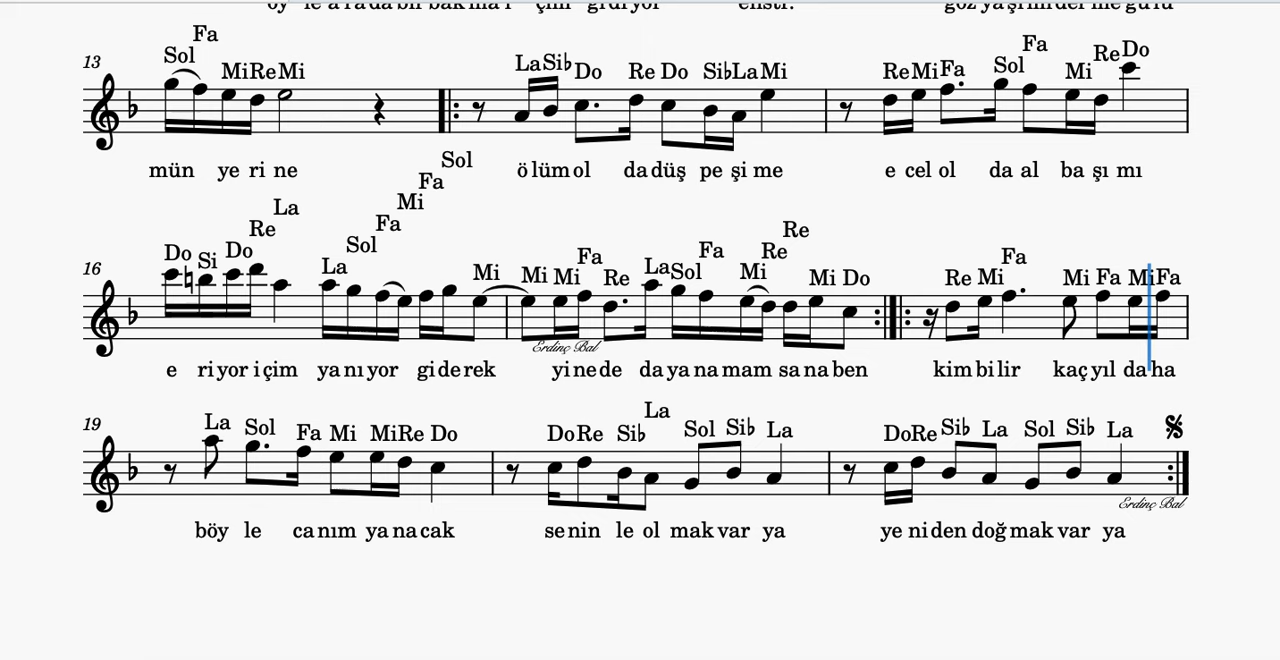 13 Sol Fa Mi Re Mi La Sib Do Re Do Sib La Mi Re Mi Fa Sol Fa Mi Re Do
mün ye ri ne ö lüm ol da düş pe şi me e cel ol da al ba şı mı
16 Do Si Do Re La La Sol Fa Mi Fa Sol Mi Mi Mi Fa Re La Sol Fa Mi Re Re Mi Do Re Mi Fa Mi Fa Mi Fa
Erdinç Bal
e ri yor i çim ya nı yor gi de rek yi ne de da ya na mam sa na ben kim bi lir kaç yıl da ha
19 La Sol Fa Mi Mi Re Do Do Re Sib La Sol Sib La Do Re Sib La Sol Sib La
Erdinç Bal
böy le ca nım ya na cak se nin le ol mak var ya ye ni den doğ mak var ya